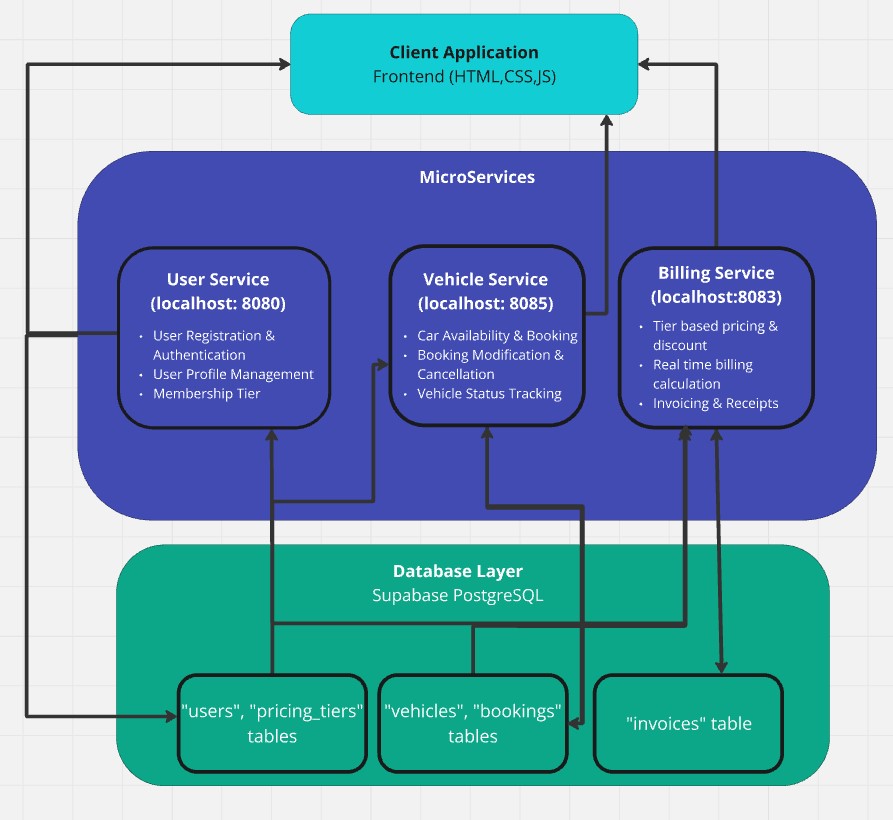 Client Application
Frontend (HTML,CSS,JS)
MicroServices
User Service
(localhost: 8080)
• User Registration &
Authentication
• User Profile Management
• Membership Tier
Vehicle Service
(localhost: 8085)
• Car Availability & Booking
• Booking Modification &
Cancellation
• Vehicle Status Tracking
Billing Service
(localhost:8083)
• Tier based pricing &
discount
• Real time billing
calculation
• Invoicing & Receipts
Database Layer
Supabase PostgreSQL
"users", "pricing_tiers"
tables
"vehicles", "bookings"
tables
"invoices" table